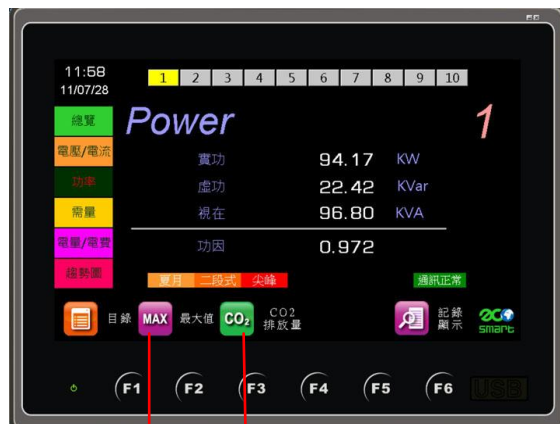 11:58
11/07/28
1 2 3 4 5 6 7 8 9 10
Power 1
總覽
電壓/電流
功率
需量
電量/電費
趨勢圖
實功 94.17 KW
虛功 22.42 KVar
視在 96.80 KVA
功因 0.972
夏月 二段式 尖峰 通訊正常
目錄 MAX 最大值 CO₂ CO2
排放量
記錄
顯示
eco
smart
F1 F2 F3 F4 F5 F6 USB